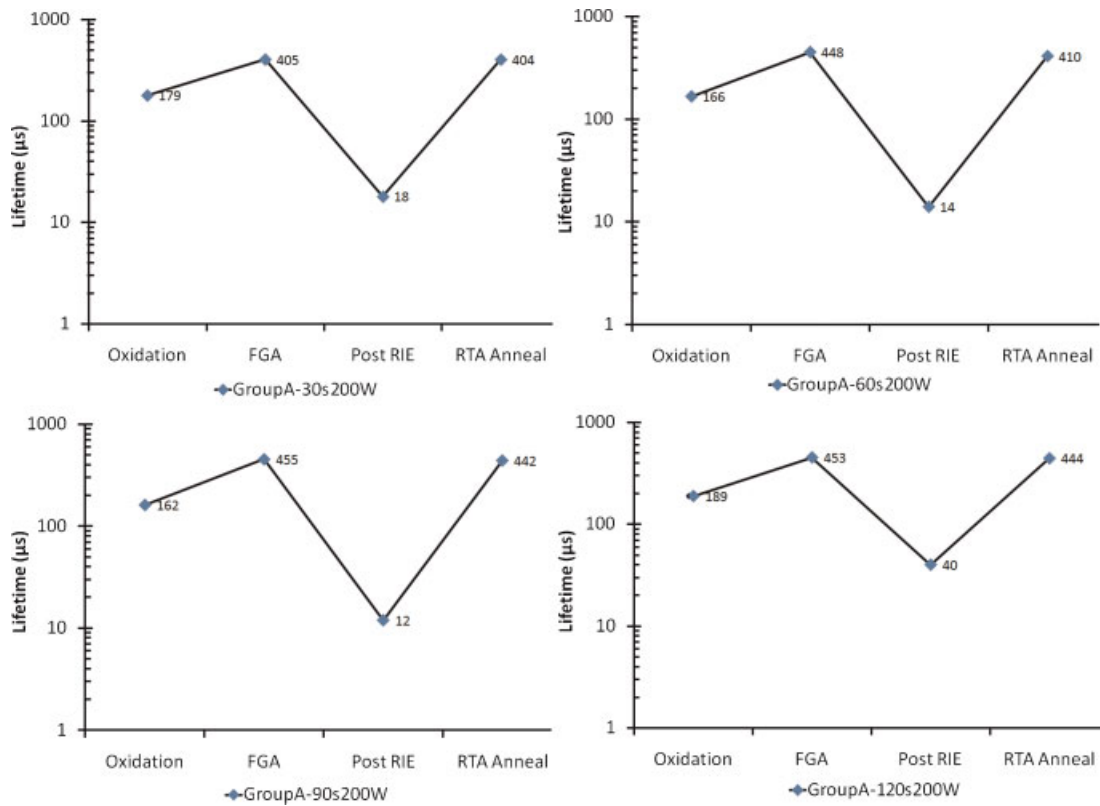 1000
100
10
1
Lifetime (μs)
179
405
18
404
Oxidation FGA Post RIE RTA Anneal
GroupA-30s200W
1000
100
10
1
Lifetime (μs)
166
448
14
410
Oxidation FGA Post RIE RTA Anneal
GroupA-60s200W
1000
100
10
1
Lifetime (μs)
162
455
12
442
Oxidation FGA Post RIE RTA Anneal
GroupA-90s200W
1000
100
10
1
Lifetime (μs)
189
453
40
444
Oxidation FGA Post RIE RTA Anneal
GroupA-120s200W